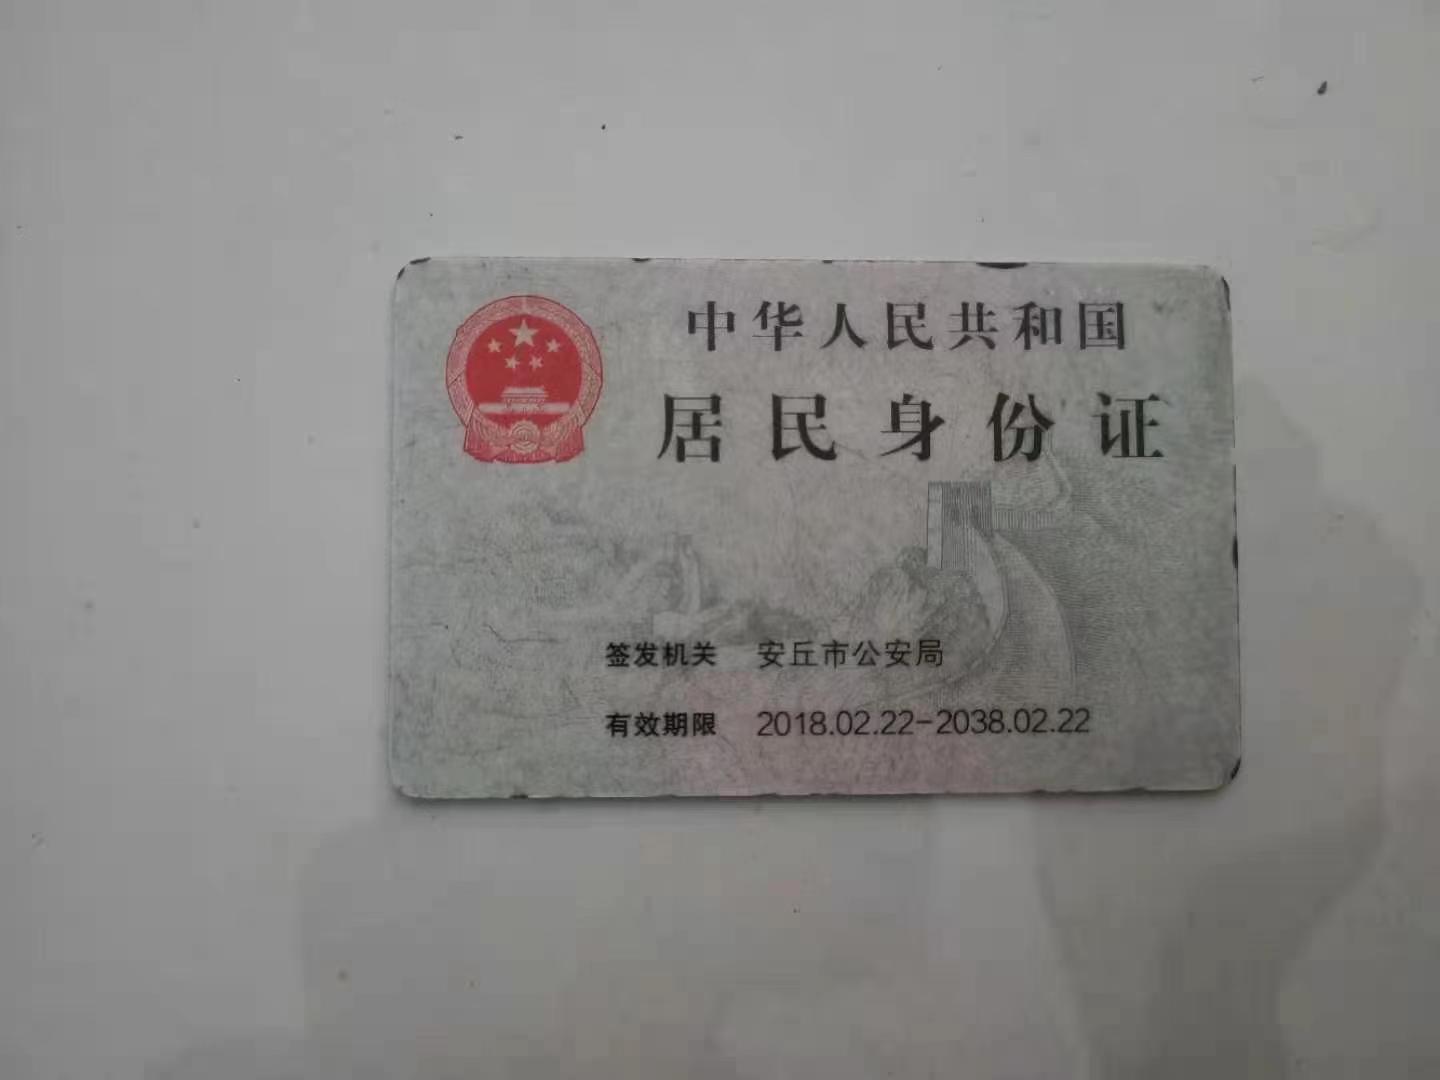 中华人民共和国
居民身份证
签发机关 安丘市公安局
有效期限 2018.02.22-2038.02.22